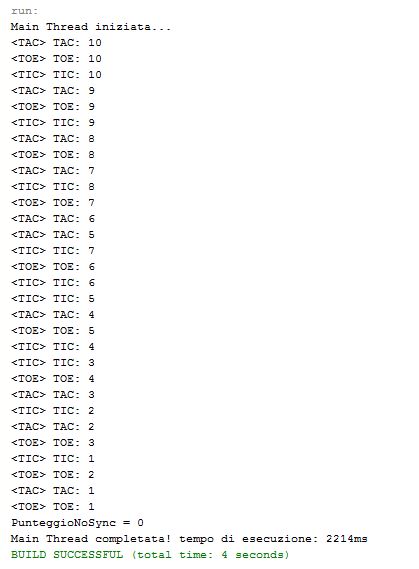 run:
Main Thread iniziata...
<TAC> TAC: 10
<TOE> TOE: 10
<TIC> TIC: 10
<TAC> TAC: 9
<TOE> TOE: 9
<TIC> TIC: 9
<TAC> TAC: 8
<TOE> TOE: 8
<TAC> TAC: 7
<TIC> TIC: 8
<TOE> TOE: 7
<TAC> TAC: 6
<TAC> TAC: 5
<TIC> TIC: 7
<TOE> TOE: 6
<TIC> TIC: 6
<TIC> TIC: 5
<TAC> TAC: 4
<TOE> TOE: 5
<TIC> TIC: 4
<TIC> TIC: 3
<TOE> TOE: 4
<TAC> TAC: 3
<TIC> TIC: 2
<TAC> TAC: 2
<TOE> TOE: 3
<TIC> TIC: 1
<TOE> TOE: 2
<TAC> TAC: 1
<TOE> TOE: 1
PunteggioNoSync = 0
Main Thread completata! tempo di esecuzione: 2214ms
BUILD SUCCESSFUL (total time: 4 seconds)